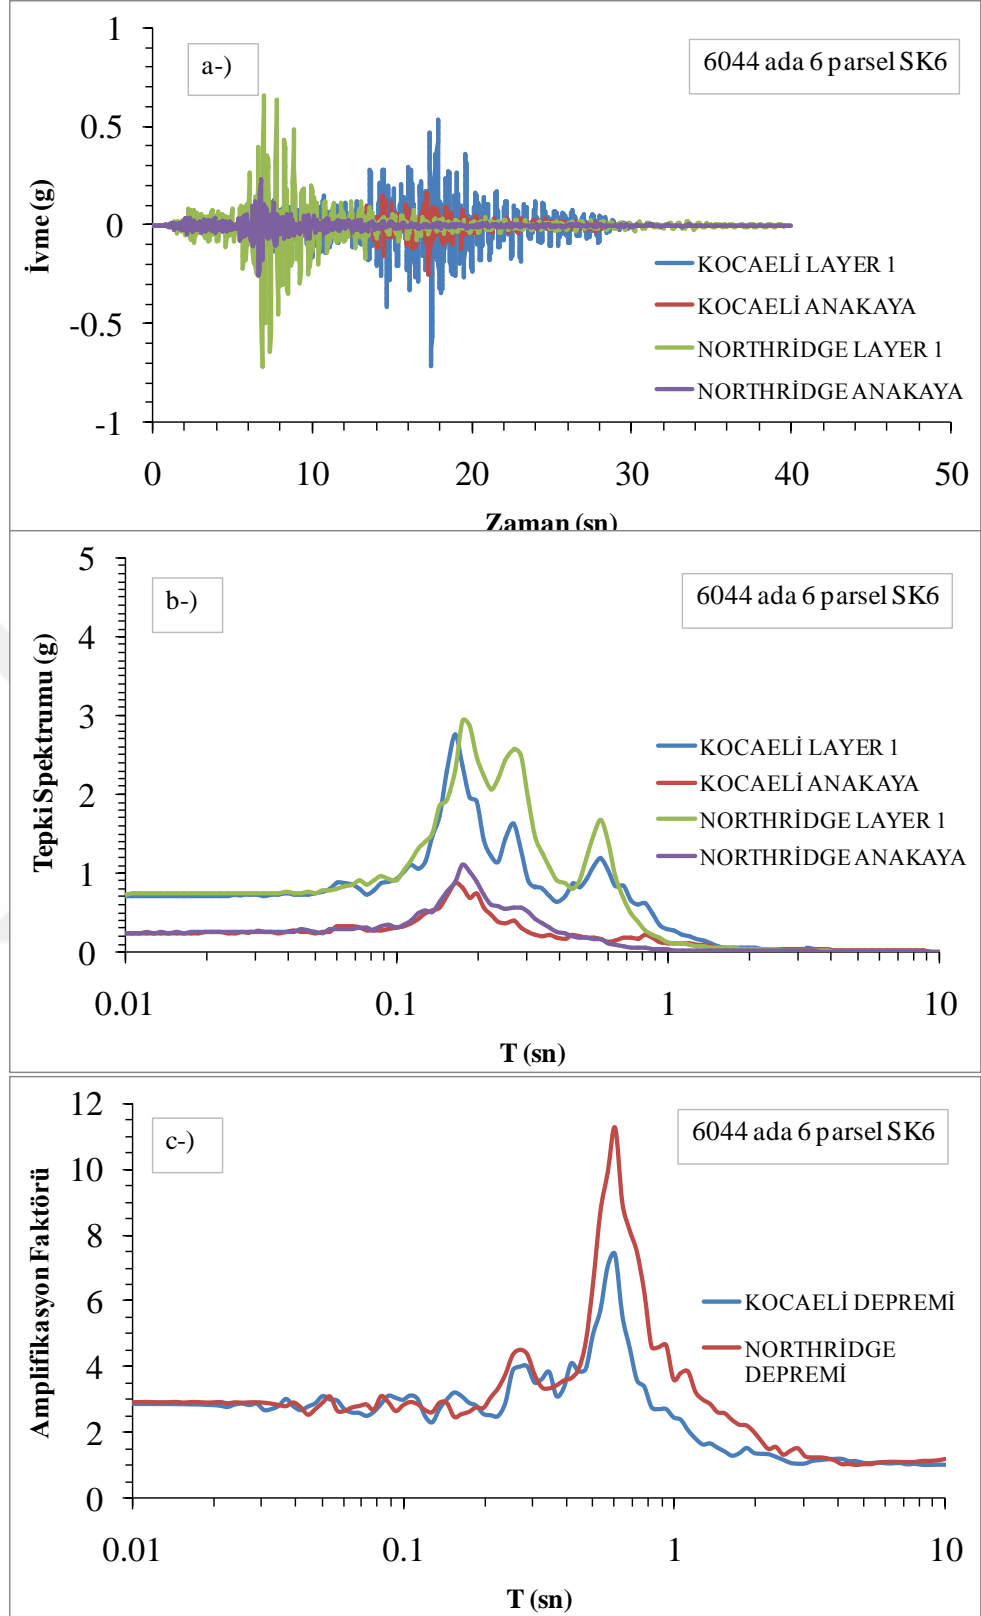 1
a-)
6044 ada 6 parsel SK6
0.5
0
-0.5
-1
İvme (g)
KOCAELİ LAYER 1
KOCAELİ ANAKAYA
NORTHRİDGE LAYER 1
NORTHRİDGE ANAKAYA
0 10 20 30 40 50
Zaman (sn)
5
b-)
6044 ada 6 parsel SK6
4
3
2
1
0
Tepki Spektrumu (g)
KOCAELİ LAYER 1
KOCAELİ ANAKAYA
NORTHRİDGE LAYER 1
NORTHRİDGE ANAKAYA
0.01 0.1 1 10
T (sn)
12
c-)
6044 ada 6 parsel SK6
10
8
6
4
2
0
Amplifikasyon Faktörü
KOCAELİ DEPREMİ
NORTHRİDGE
DEPREMİ
0.01 0.1 1 10
T (sn)